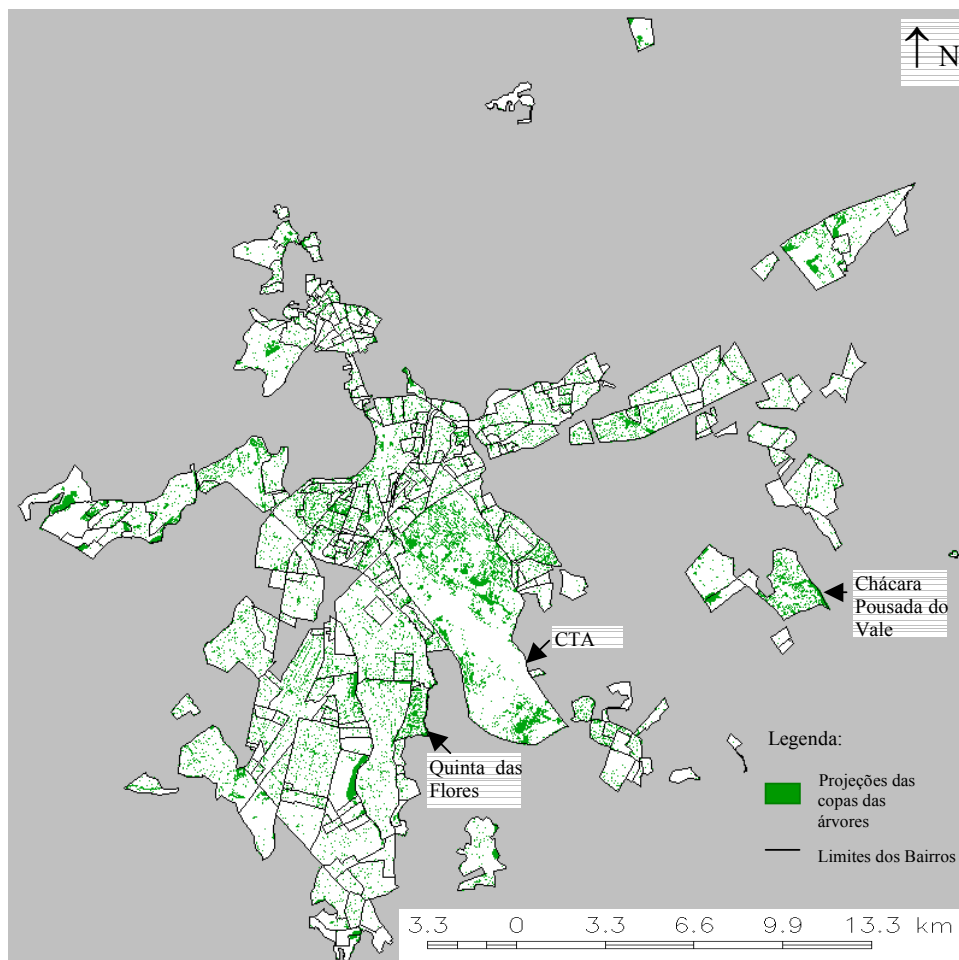 N
Chácara
Pousada do
Vale
CTA
Quinta das
Flores
Legenda:
Projeções das
copas das
árvores
Limites dos Bairros
3.3 0 3.3 6.6 9.9 13.3 km